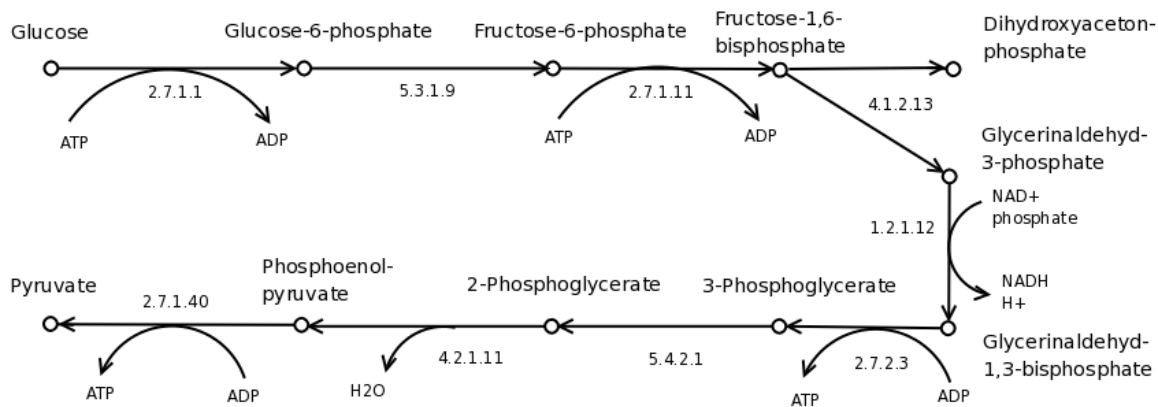 Glucose
Glucose-6-phosphate
Fructose-6-phosphate
Fructose-1,6-
bisphosphate
Dihydroxyaceton-
phosphate
2.7.1.1
5.3.1.9
2.7.1.11
4.1.2.13
ATP
ADP
ATP
ADP
Glycerinaldehyd-
3-phosphate
NAD+
phosphate
1.2.1.12
NADH
H+
Pyruvate
2.7.1.40
Phosphoenol-
pyruvate
2-Phosphoglycerate
3-Phosphoglycerate
Glycerinaldehyd-
1,3-bisphosphate
4.2.1.11
5.4.2.1
2.7.2.3
ATP
ADP
H2O
ATP
ADP